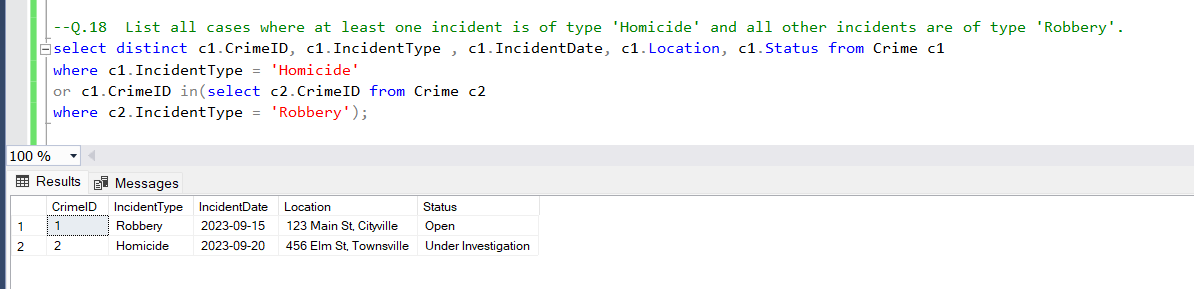 --Q.18  List all cases where at least one incident is of type 'Homicide' and all other incidents are of type 'Robbery'.
select distinct c1.CrimeID, c1.IncidentType , c1.IncidentDate, c1.Location, c1.Status from Crime c1
where c1.IncidentType = 'Homicide'
or c1.CrimeID in(select c2.CrimeID from Crime c2
where c2.IncidentType = 'Robbery');
100 %
Results Messages
CrimeID IncidentType IncidentDate Location Status
1 1 Robbery 2023-09-15 123 Main St, Cityville Open
2 2 Homicide 2023-09-20 456 Elm St, Townsville Under Investigation